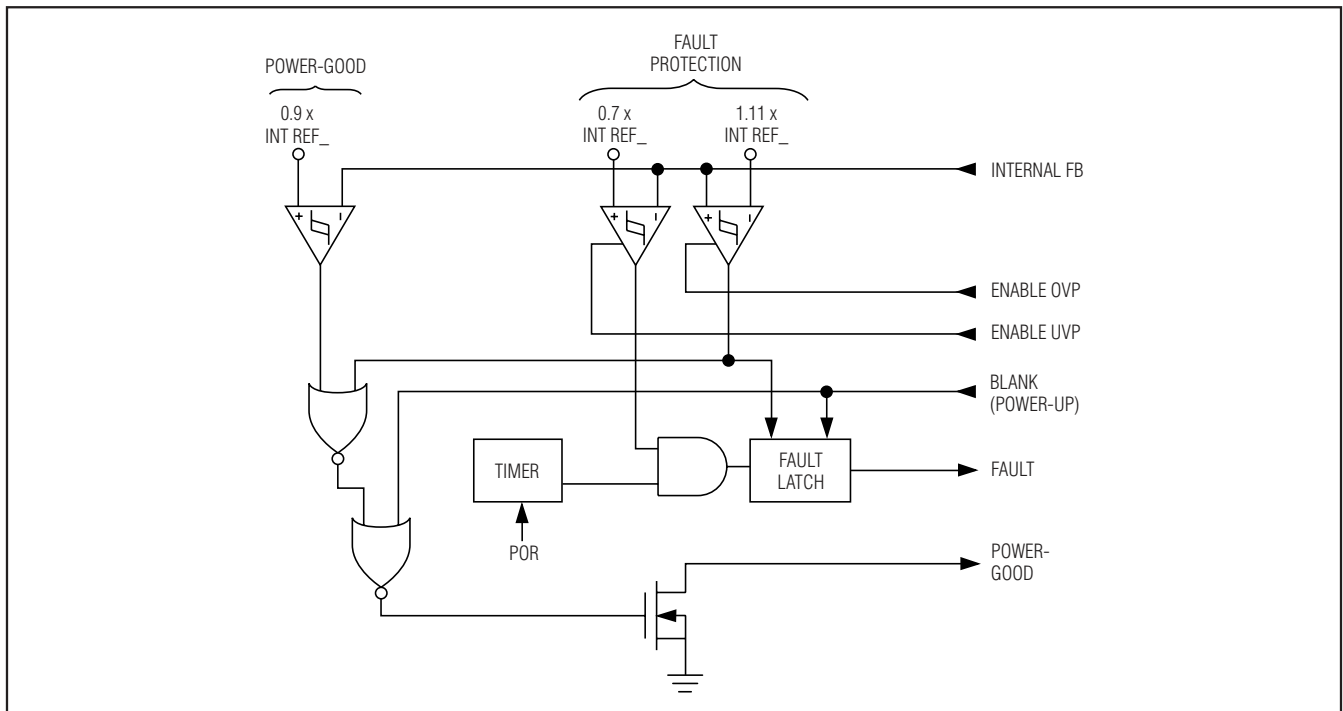 POWER-GOOD
0.9 x
INT REF_
FAULT
PROTECTION
0.7 x
INT REF_
1.11 x
INT REF_
+
–
+
–
+
–
INTERNAL FB
ENABLE OVP
ENABLE UVP
BLANK
(POWER-UP)
TIMER
POR
FAULT
LATCH
FAULT
POWER-
GOOD